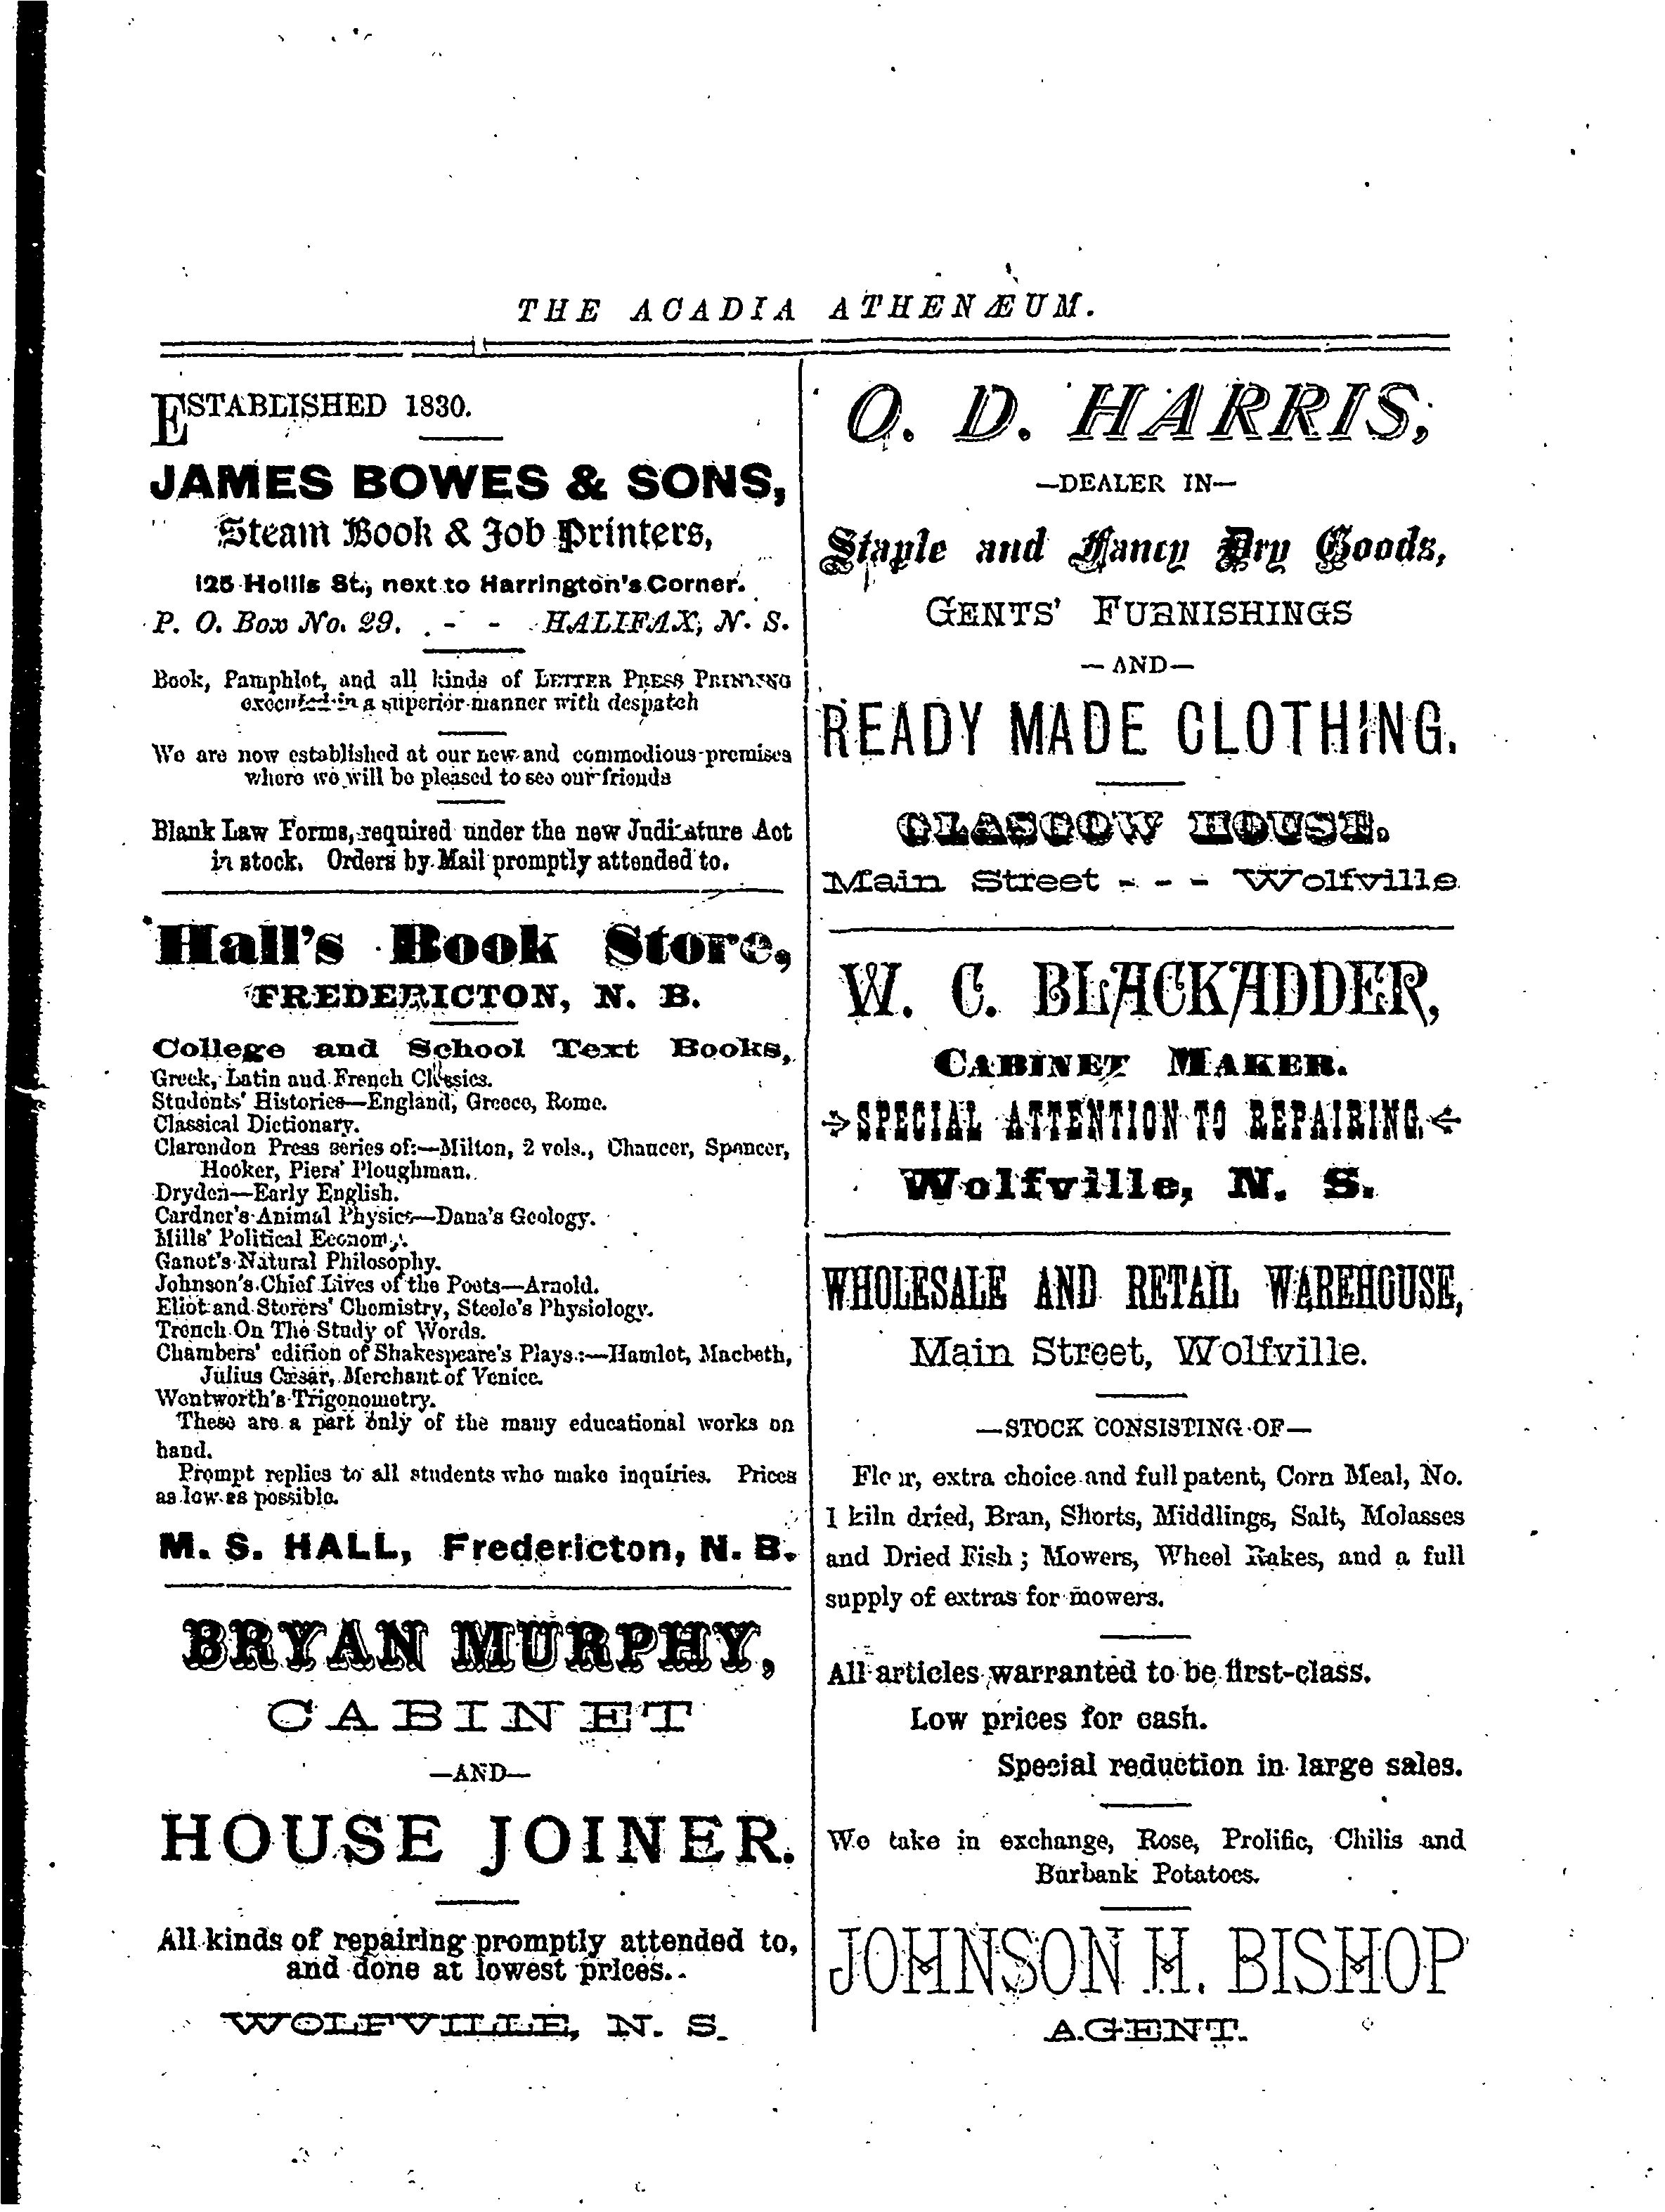 THE ACADIA ATHENÆUM.
ESTABLISHED 1830.
JAMES BOWES & SONS,
Steam Book & Job Printers,
125 Hollis St., next to Harrington's Corner.
P. O. Box No. 29. - - HALIFAX, N. S.
Book, Pamphlet, and all kinds of LETTER PRESS PRINTING
executed in a superior manner with despatch
We are now established at our new and commodious premises
where we will be pleased to see our friends
Blank Law Forms, required under the new Judicature Act
in stock. Orders by Mail promptly attended to.
Hall's Book Store,
FREDERICTON, N. B.
College and School Text Books,
Greek, Latin and French Classics.
Students' Histories—England, Greece, Rome.
Classical Dictionary.
Clarendon Press series of:—Milton, 2 vols., Chaucer, Spencer,
Hooker, Piers' Ploughman.
Dryden—Early English.
Cardner's Animal Physics—Dana's Geology.
Mills' Political Economy.
Ganot's Natural Philosophy.
Johnson's Chief Lives of the Poets—Arnold.
Eliot and Storers' Chemistry, Steele's Physiology.
Trench On The Study of Words.
Chambers' edition of Shakespeare's Plays:—Hamlet, Macbeth,
Julius Cæsar, Merchant of Venice.
Wentworth's Trigonometry.
These are a part only of the many educational works on
hand.
Prompt replies to all students who make inquiries. Prices
as low as possible.
M. S. HALL, Fredericton, N. B.
BRYAN MURPHY,
CABINET
—AND—
HOUSE JOINER.
All kinds of repairing promptly attended to,
and done at lowest prices.
WOLFVILLE, N. S.
O. D. HARRIS,
—DEALER IN—
Staple and Fancy Dry Goods,
GENTS' FURNISHINGS
—AND—
READY MADE CLOTHING.
GLASGOW HOUSE.
Main Street - - - Wolfville
W. C. BLACKADDER,
CABINET MAKER.
SPECIAL ATTENTION TO REPAIRING.
Wolfville, N. S.
WHOLESALE AND RETAIL WAREHOUSE,
Main Street, Wolfville.
—STOCK CONSISTING OF—
Flour, extra choice and full patent, Corn Meal, No.
1 kiln dried, Bran, Shorts, Middlings, Salt, Molasses
and Dried Fish; Mowers, Wheel Rakes, and a full
supply of extras for mowers.
All articles warranted to be first-class.
Low prices for cash.
Special reduction in large sales.
We take in exchange, Rose, Prolific, Chilis and
Burbank Potatoes.
JOHNSON H. BISHOP
AGENT.